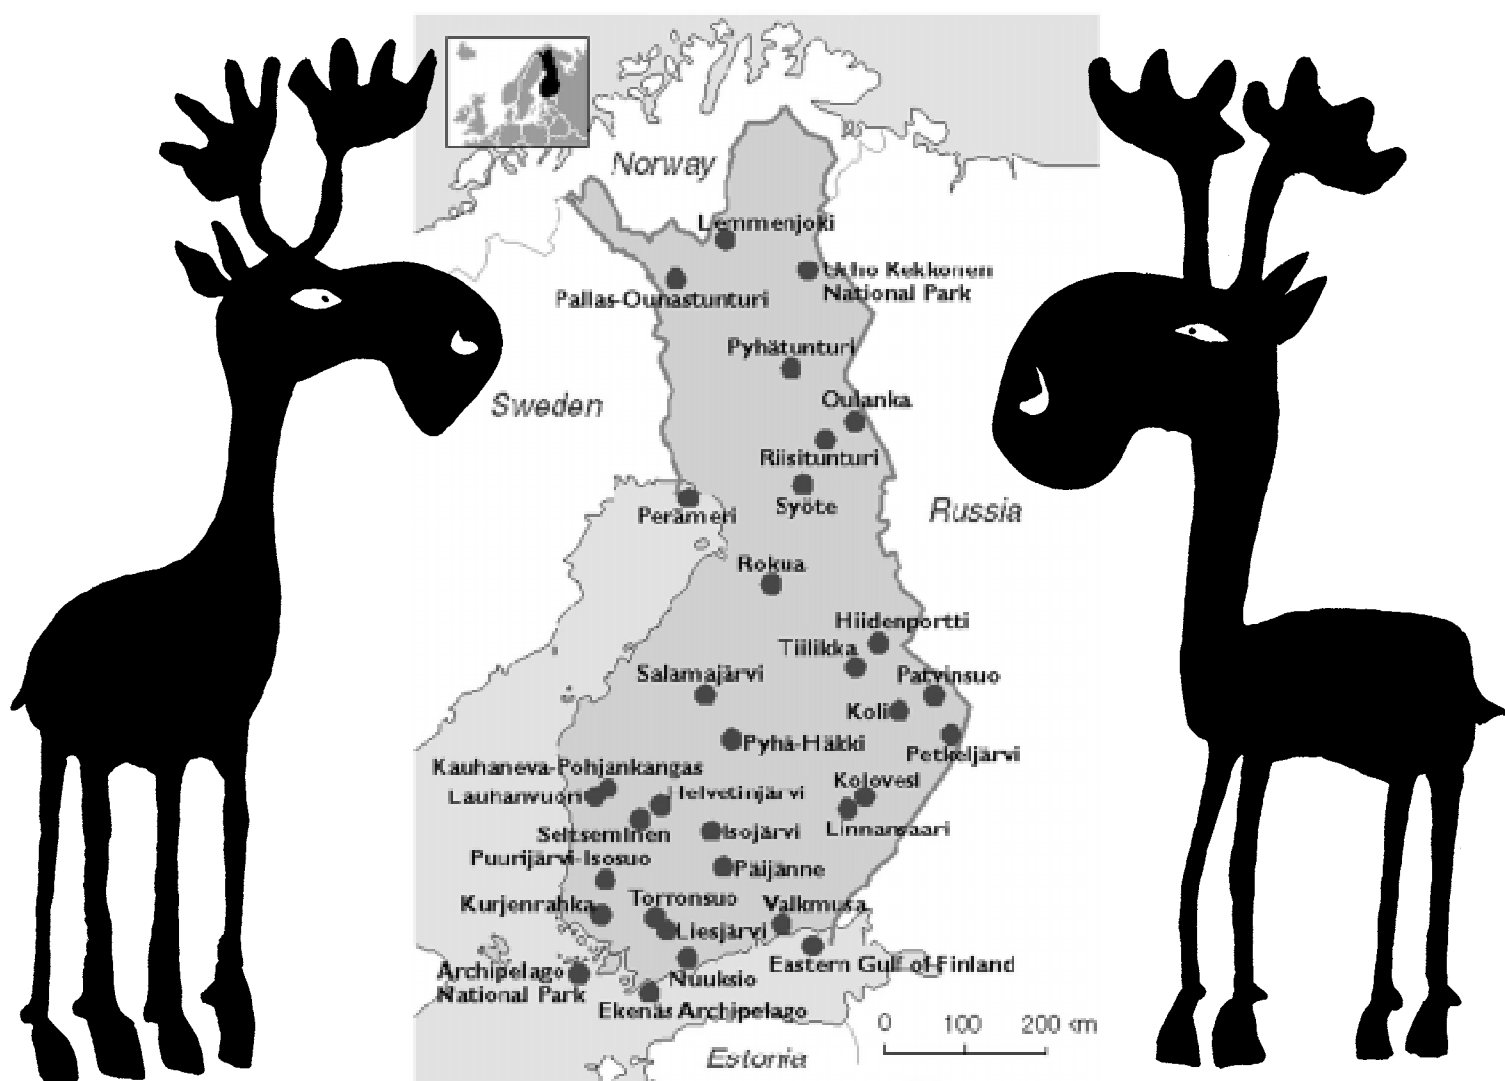 Norway
Lemmenjoki
Urho Kekkonen
National Park
Pallas-Ounastunturi
Pyhätunturi
Sweden
Oulanka
Riisitunturi
Syöte
Russia
Perämeri
Rokua
Hiidenportti
Tiilikka
Salamajärvi
Patvinsuo
Koli
Pyhä-Häkki
Petkeljärvi
Kauhaneva-Pohjankangas
Kolovesi
Lauhanvuori
Helvetinjärvi
Seitseminen
Isojärvi
Linnansaari
Puurijärvi-Isosuo
Päijänne
Kurjenrahka
Torronsuo
Valkmusa
Liesjärvi
Eastern Gulf of Finland
Archipelago
National Park
Nuuksio
Ekenäs Archipelago
0 100 200 km
Estonia